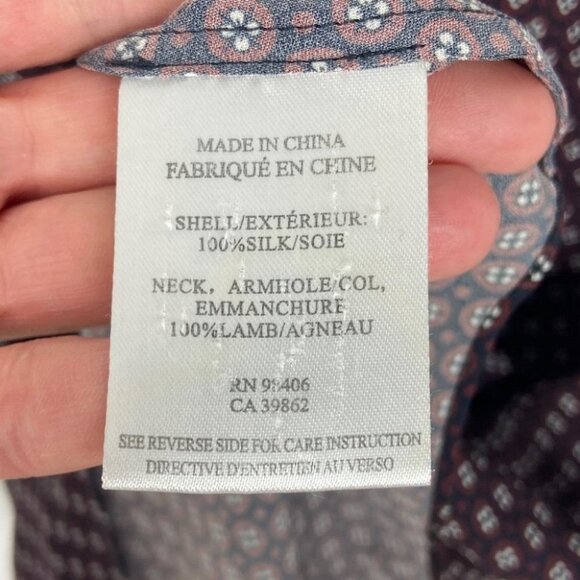 MADE IN CHINA
FABRIQUÉ EN CHINE
SHELL/EXTÉRIEUR:
100%SILK/SOIE
NECK, ARMHOLE/COL,
EMMANCHURE
100%LAMB/AGNEAU
RN
CA 39862
SEE REVERSE SIDE FOR CARE INSTRUCTION
DIRECTIVE D'ENTRETIEN AU VERSO